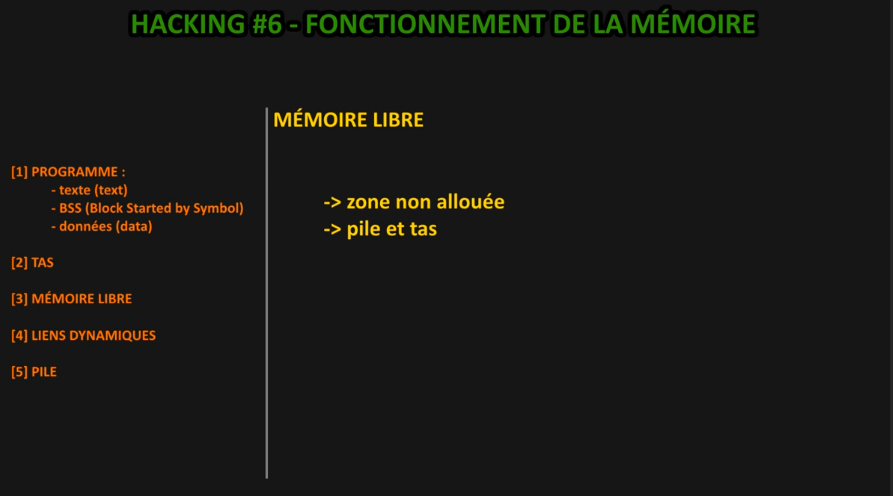 HACKING #6 - FONCTIONNEMENT DE LA MÉMOIRE
[1] PROGRAMME :
- texte (text)
- BSS (Block Started by Symbol)
- données (data)
[2] TAS
[3] MÉMOIRE LIBRE
[4] LIENS DYNAMIQUES
[5] PILE
MÉMOIRE LIBRE
-> zone non allouée
-> pile et tas